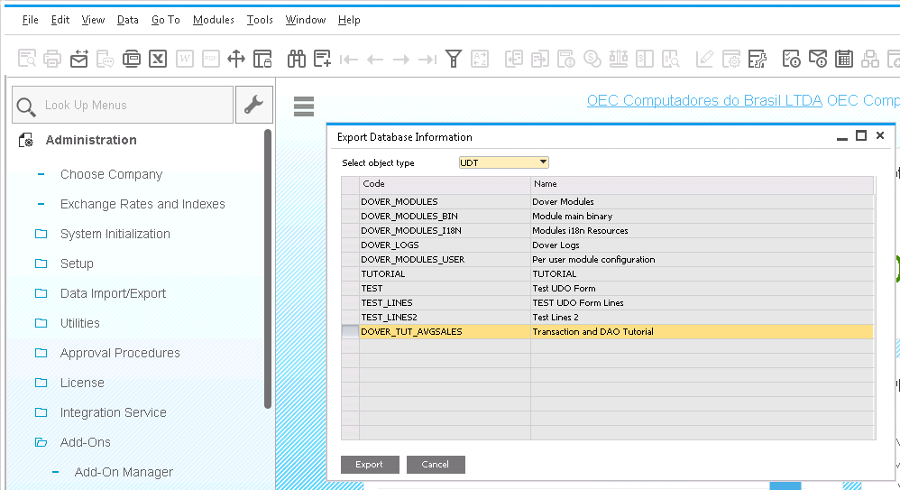 File Edit View Data Go To Modules Tools Window Help
Look Up Menus
OEC Computadores do Brasil LTDA OEC Comp
Administration
Choose Company
Exchange Rates and Indexes
System Initialization
Setup
Data Import/Export
Utilities
Approval Procedures
License
Integration Service
Add-Ons
Add-On Manager
Export Database Information
Select object type UDT
Code Name
DOVER_MODULES Dover Modules
DOVER_MODULES_BIN Module main binary
DOVER_MODULES_I18N Modules i18n Resources
DOVER_LOGS Dover Logs
DOVER_MODULES_USER Per user module configuration
TUTORIAL TUTORIAL
TEST Test UDO Form
TEST_LINES TEST UDO Form Lines
TEST_LINES2 Test Lines 2
DOVER_TUT_AVGSALES Transaction and DAO Tutorial
Export Cancel